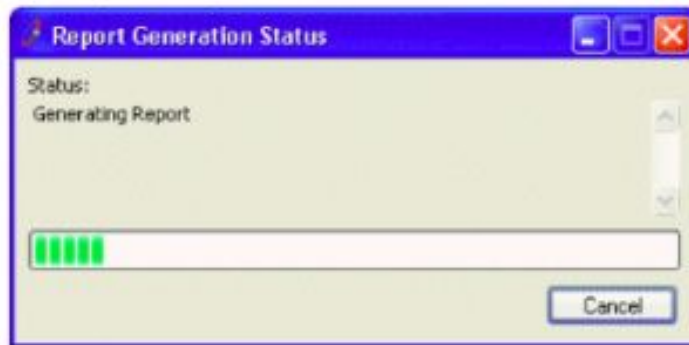 Report Generation Status
Status:
Generating Report
Cancel